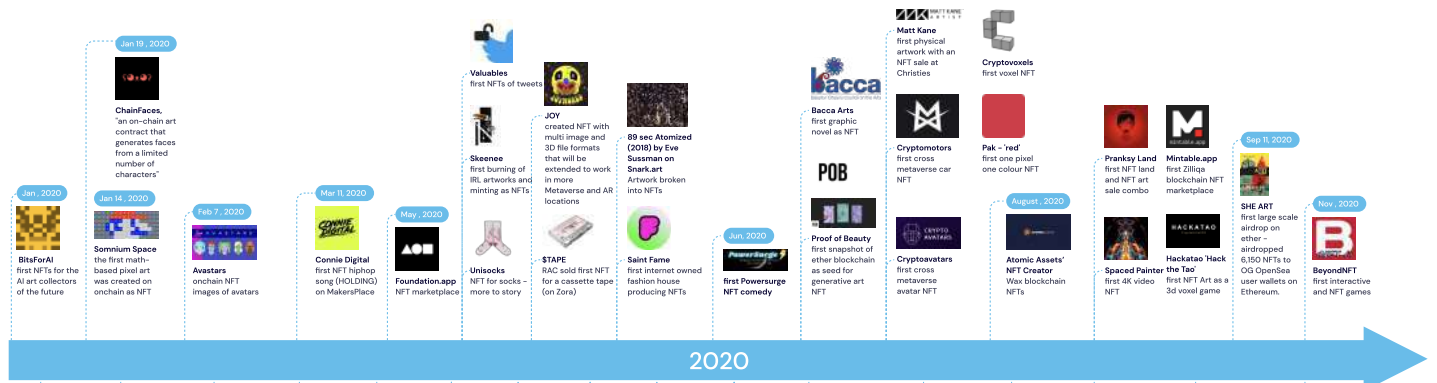 Jan , 2020
BitsForAI
first NFTs for the
AI art collectors
of the future
Jan 19 , 2020
ChainFaces,
"an on-chain art
contract that
generates faces
from a limited
number of
characters"
Jan 14 , 2020
Somnium Space
the first math-
based pixel art
was created on
onchain as NFT
Feb 7 , 2020
AVASTARS
Avastars
onchain NFT
images of avatars
Mar 11, 2020
CONNIE
DIGITAL
Connie Digital
first NFT hiphop
song (HOLDING)
on MakersPlace
May , 2020
Foundation.app
NFT marketplace
Valuables
first NFTs of tweets
Skeenee
first burning of
IRL artworks and
minting as NFTs
Unisocks
NFT for socks -
more to story
JOY
created NFT with
multi image and
3D file formats
that will be
extended to work
in more
Metaverse and AR
locations
$TAPE
RAC sold first NFT
for a cassette tape
(on Zora)
89 sec Atomized
(2018) by Eve
Sussman on
Snark.art
Artwork broken
into NFTs
Saint Fame
first internet owned
fashion house
producing NFTs
Jun, 2020
PowerSurge
first Powersurge
NFT comedy
bacca
Bacca Arts
first graphic
novel as NFT
POB
Proof of Beauty
first snapshot of
ether blockchain
as seed for
generative art
NFT
MATT KANE
ARTIST
Matt Kane
first physical
artwork with an
NFT sale at
Christies
Cryptomotors
first cross
metaverse car
NFT
CRYPTO
AVATARS
Cryptoavatars
first cross
metaverse
avatar NFT
Cryptovoxels
first voxel NFT
Pak - 'red'
first one pixel
one colour NFT
August , 2020
Atomic Assets'
NFT Creator
Wax blockchain
NFTs
Pranksy Land
first NFT land
and NFT art
sale combo
Spaced Painter
first 4K video
NFT
M.
mintable.app
Mintable.app
first Zilliqa
blockchain NFT
marketplace
HACKATAO
Hackatao 'Hack
the Tao'
first NFT Art as a
3d voxel game
Sep 11, 2020
SHE ART
first large scale
airdrop on
ether -
airdropped
6,150 NFTs to
OG OpenSea
user wallets on
Ethereum.
Nov , 2020
B
BeyondNFT
first interactive
and NFT games
2020